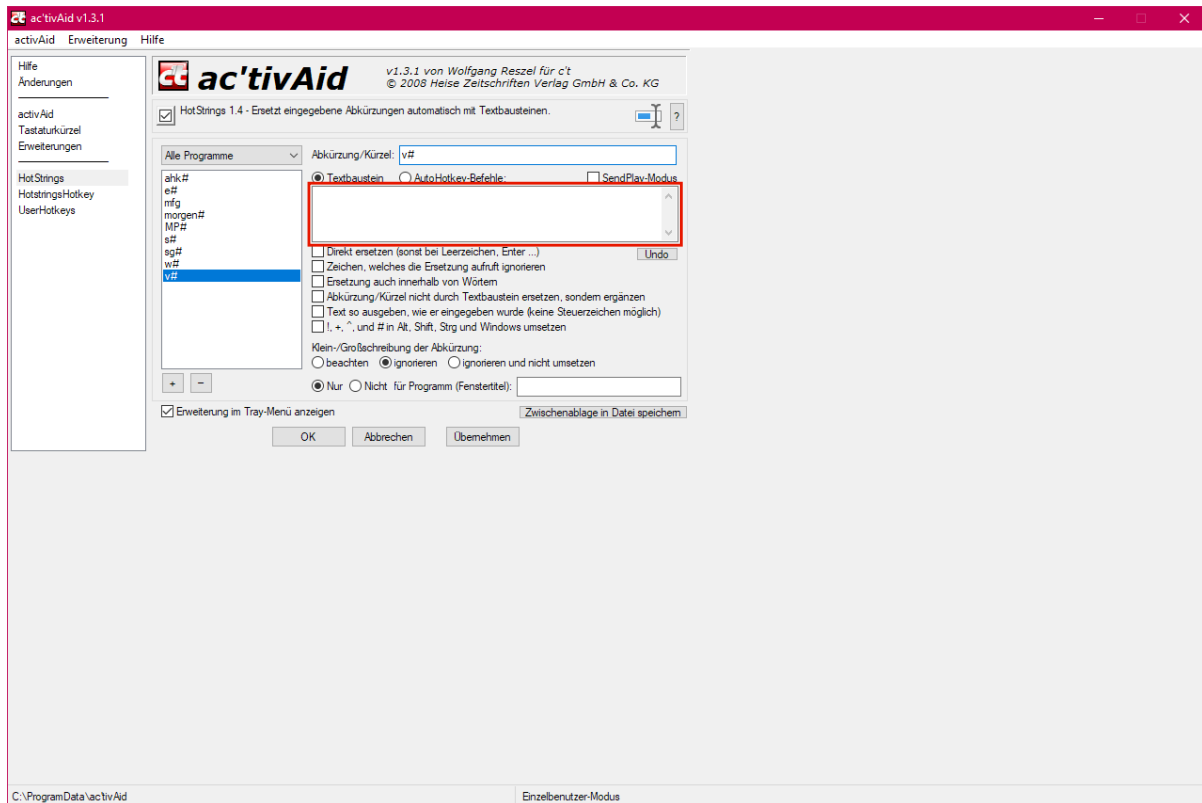 ac'tivAid v1.3.1
activAid Erweiterung Hilfe
Hilfe
Änderungen
activAid
Tastaturkürzel
Erweiterungen
HotStrings
HotstringsHotkey
UserHotkeys
c't ac'tivAid
v1.3.1 von Wolfgang Reszel für c't
© 2008 Heise Zeitschriften Verlag GmbH & Co. KG
HotStrings 1.4 - Ersetzt eingegebene Abkürzungen automatisch mit Textbausteinen.
?
Alle Programme
ahk#
e#
mfg
morgen#
MP#
s#
sg#
w#
v#
+ −
Abkürzung/Kürzel: v#
Textbaustein AutoHotkey-Befehle: SendPlay-Modus
Direkt ersetzen (sonst bei Leerzeichen, Enter ...) Undo
Zeichen, welches die Ersetzung aufruft ignorieren
Ersetzung auch innerhalb von Wörtern
Abkürzung/Kürzel nicht durch Textbaustein ersetzen, sondern ergänzen
Text so ausgeben, wie er eingegeben wurde (keine Steuerzeichen möglich)
!, +, ^, und # in Alt, Shift, Strg und Windows umsetzen
Klein-/Großschreibung der Abkürzung:
beachten ignorieren ignorieren und nicht umsetzen
Nur Nicht für Programm (Fenstertitel):
Erweiterung im Tray-Menü anzeigen Zwischenablage in Datei speichern
OK Abbrechen Übernehmen
C:\ProgramData\ac'tivAid Einzelbenutzer-Modus